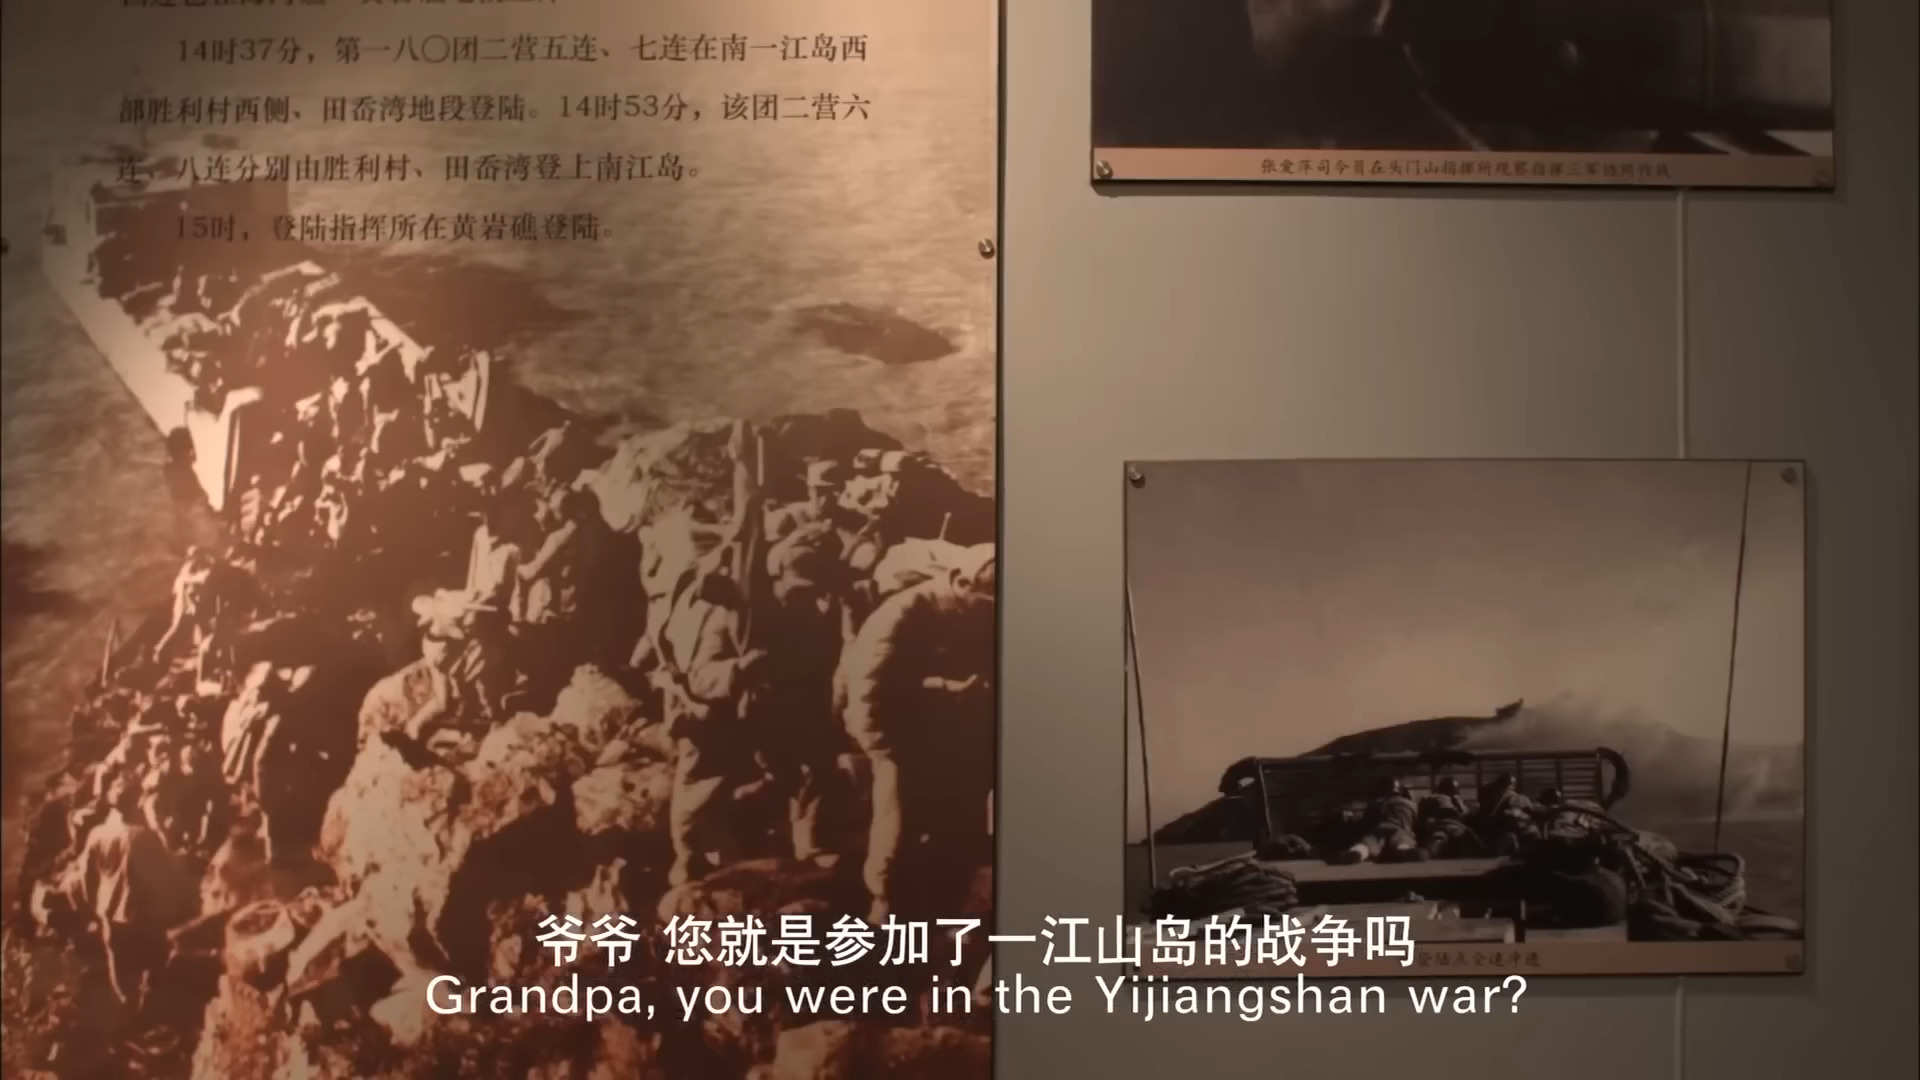 14时37分，第一八〇团二营五连、七连在南一江岛西
部胜利村西侧、田岙湾地段登陆。14时53分，该团二营六
连、八连分别由胜利村、田岙湾登上南江岛。
15时，登陆指挥所在黄岩礁登陆。
张爱萍司令员在头门山指挥所观察指挥三军协同作战
登陆点全速冲进
爷爷 您就是参加了一江山岛的战争吗
Grandpa, you were in the Yijiangshan war?